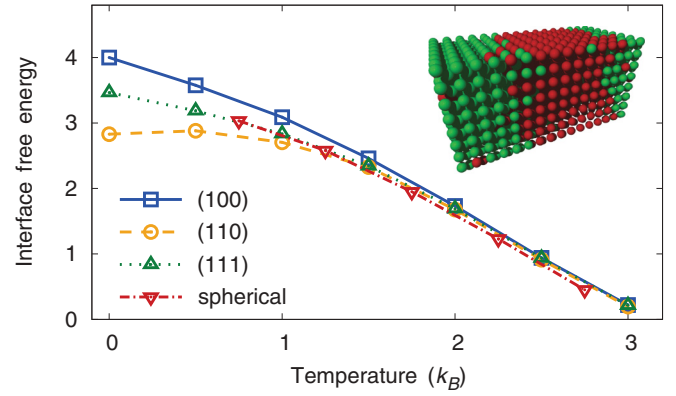 Interface free energy
4
3
2
1
0
(100)
(110)
(111)
spherical
0 1 2 3
Temperature (k_B)